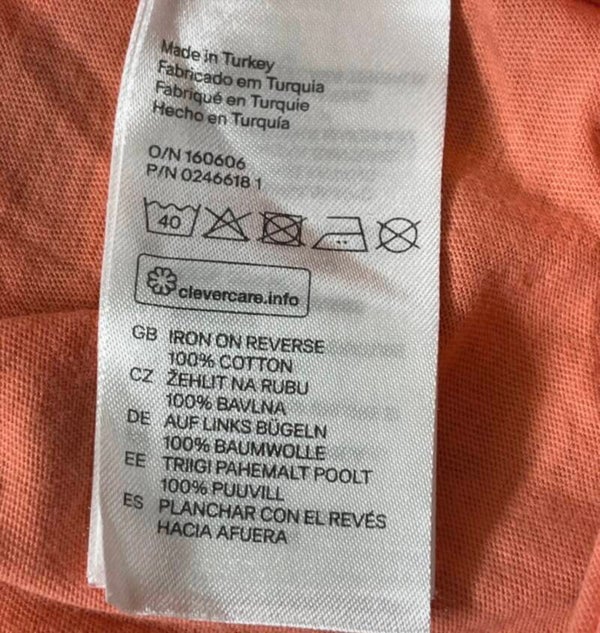 Made in Turkey
Fabricado em Turquia
Fabriqué en Turquie
Hecho en Turquía
O/N 160606
P/N 0246618 1
40
clevercare.info
GB IRON ON REVERSE
100% COTTON
CZ ŽEHLIT NA RUBU
100% BAVLNA
DE AUF LINKS BÜGELN
100% BAUMWOLLE
EE TRIIGI PAHEMALT POOLT
100% PUUVILL
ES PLANCHAR CON EL REVÉS
HACIA AFUERA